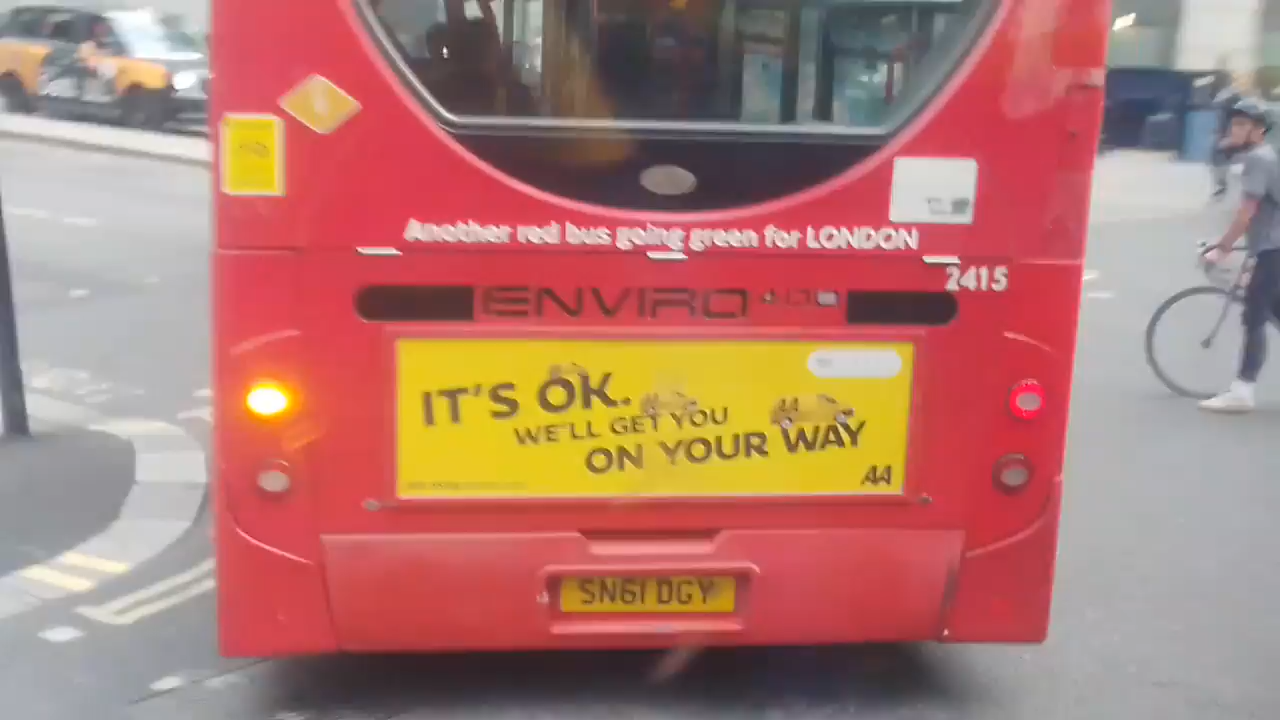 Another red bus going green for LONDON
2415
ENVIRO
IT'S OK.
WE'LL GET YOU
ON YOUR WAY
AA
SN61 DGY